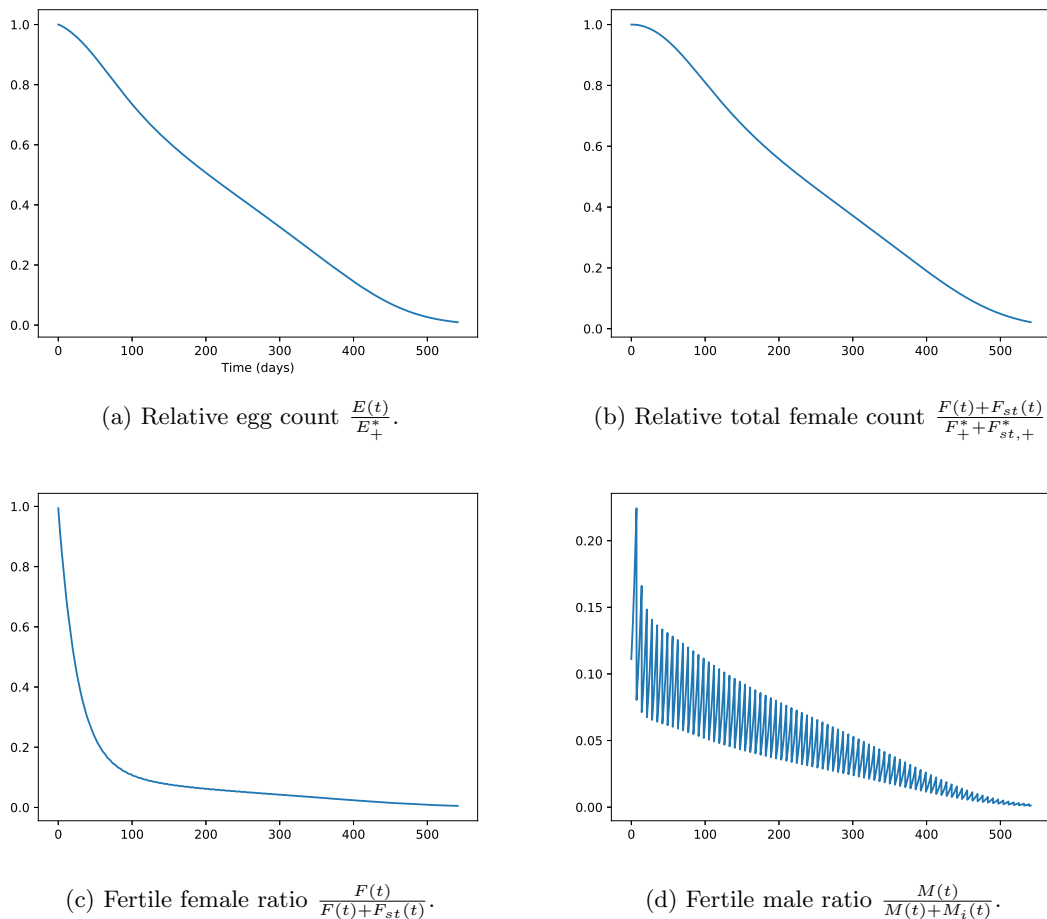 1.0
0.8
0.6
0.4
0.2
0.0
0 100 200 300 400 500
Time (days)
(a) Relative egg count E(t)/E*₊.
1.0
0.8
0.6
0.4
0.2
0.0
0 100 200 300 400 500
(b) Relative total female count F(t)+F_st(t)/F*₊+F*_st,+
1.0
0.8
0.6
0.4
0.2
0.0
0 100 200 300 400 500
(c) Fertile female ratio F(t)/F(t)+F_st(t).
0.20
0.15
0.10
0.05
0.00
0 100 200 300 400 500
(d) Fertile male ratio M(t)/M(t)+M_i(t).